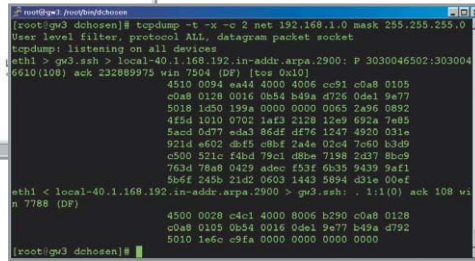 root@gw3: /root/bin/dchosen
[root@gw3 dchosen]# tcpdump -t -x -c 2 net 192.168.1.0 mask 255.255.255.0
User level filter, protocol ALL, datagram packet socket
tcpdump: listening on all devices
eth1 > gw3.ssh > local-40.1.168.192.in-addr.arpa.2900: P 3030046502:303004
6610(108) ack 232889975 win 7504 (DF) [tos 0x10]
4510 0094 ea44 4000 4006 cc91 c0a8 0105
c0a8 0128 0016 0b54 b49a d726 0de1 9e77
5018 1d50 199a 0000 0000 0065 2a96 0892
4f5d 1010 0702 1af3 2128 12e9 692a 7e85
5acd 0d77 eda3 86df df76 1247 4920 031e
921d e602 dbf5 c8bf 2a4e 02c4 7c60 b3d9
c500 521c f4bd 79c1 d8be 7198 2d37 8bc9
763d 78a8 0429 adec f53f 6b35 9439 9af1
5b6f 245b 21d2 0603 1443 5894 d31e 00ef
eth1 < local-40.1.168.192.in-addr.arpa.2900 > gw3.ssh: . 1:1(0) ack 108 wi
n 7788 (DF)
4500 0028 c4c1 4000 8006 b290 c0a8 0128
c0a8 0105 0b54 0016 0de1 9e77 b49a d792
5010 1e6c c9fa 0000 0000 0000 0000
[root@gw3 dchosen]#